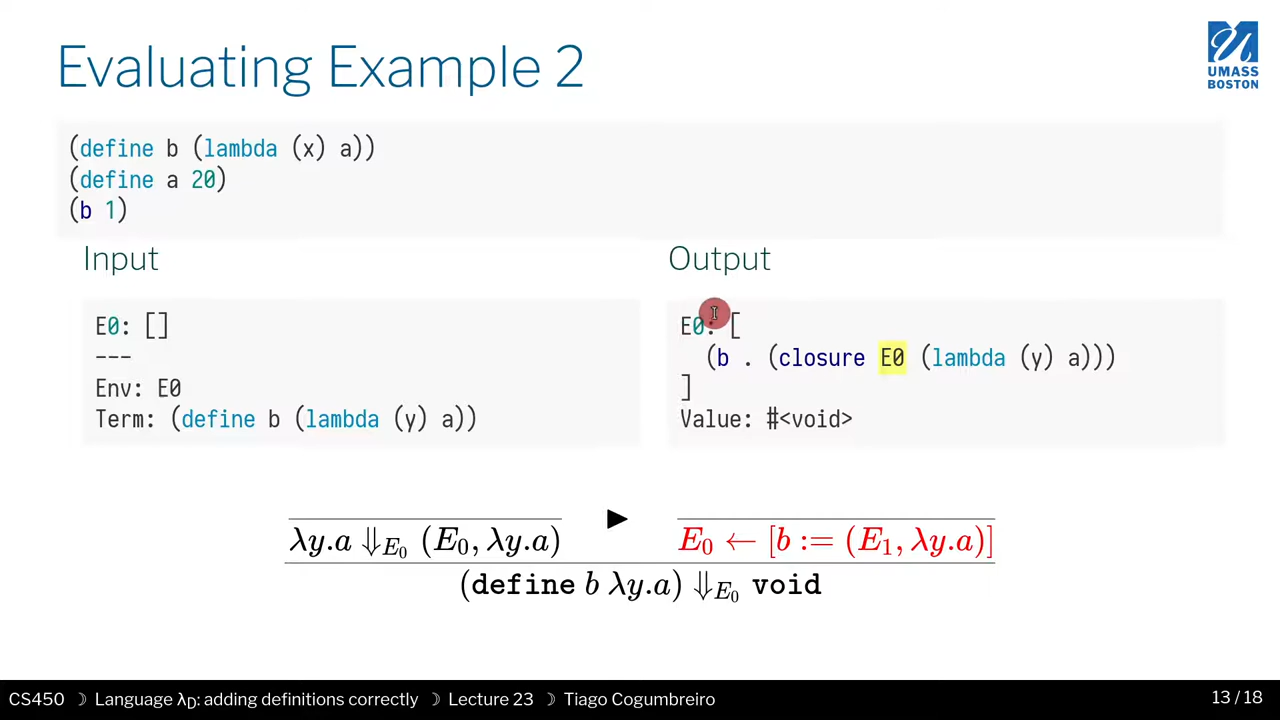 Evaluating Example 2
UMASS
BOSTON
(define b (lambda (x) a))
(define a 20)
(b 1)
Input
E0: []
---
Env: E0
Term: (define b (lambda (y) a))
Output
E0: [
(b . (closure E0 (lambda (y) a)))
]
Value: #<void>
λy.a ⇓E₀ (E₀, λy.a) ▶ E₀ ← [b := (E₁, λy.a)]
(define b λy.a) ⇓E₀ void
CS450 ☽ Language λD: adding definitions correctly ☽ Lecture 23 ☽ Tiago Cogumbreiro
13 / 18